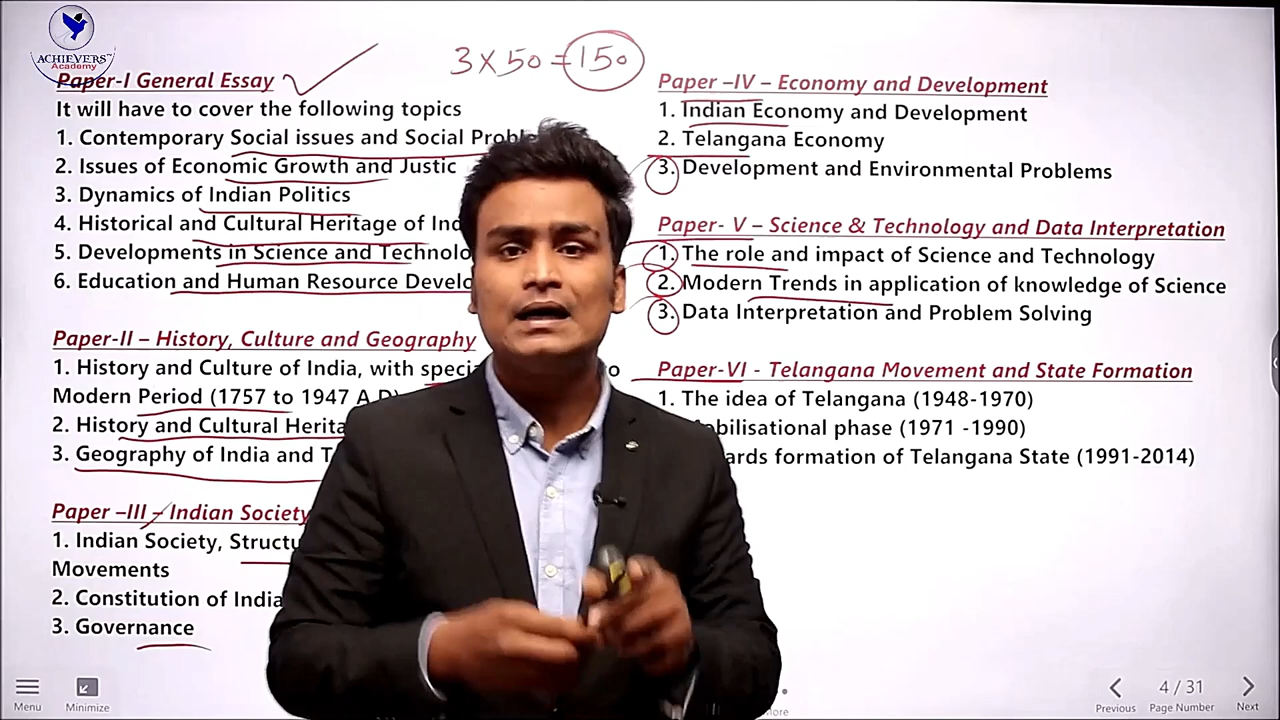 ACHIEVERS™
Academy
3 × 50 = 150
Paper-I General Essay
It will have to cover the following topics
1. Contemporary Social issues and Social
2. Issues of Economic Growth and Justic
3. Dynamics of Indian Politics
4. Historical and Cultural Heritage of
5. Developments in Science and
6. Education and Human Resource
Paper-II – History, Culture and Geography
1. History and Culture of India, with
Modern Period (1757 to 1947 A.D)
2. History and Cultural
3. Geography of India and
Paper –III – Indian Society
1. Indian Society,
Movements
2. Constitution of India
3. Governance
Paper –IV – Economy and Development
1. Indian Economy and Development
2. Telangana Economy
3. Development and Environmental Problems
Paper- V – Science & Technology and Data Interpretation
1. The role and impact of Science and Technology
2. Modern Trends in application of knowledge of Science
3. Data Interpretation and Problem Solving
Paper-VI - Telangana Movement and State Formation
1. The idea of Telangana (1948-1970)
phase (1971 -1990)
formation of Telangana State (1991-2014)
Menu
Minimize
Previous
4 / 31
Page Number
Next